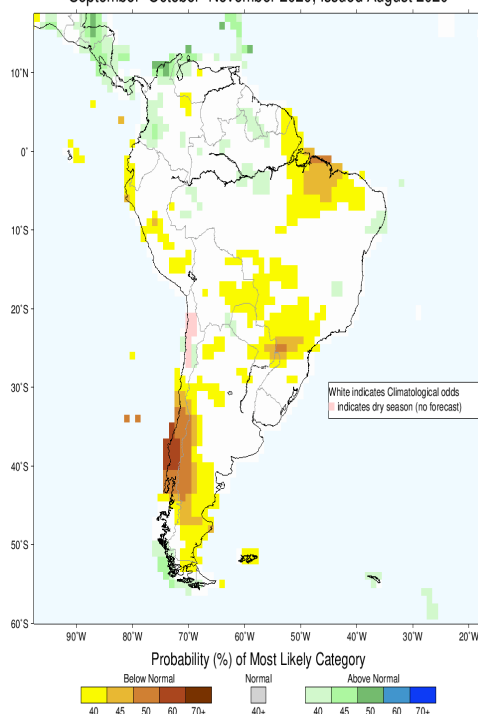 September-October-November 2020, Issued August 2020
10˚N
0˚
10˚S
20˚S
30˚S
40˚S
50˚S
60˚S
White indicates Climatological odds
indicates dry season (no forecast)
90˚W 80˚W 70˚W 60˚W 50˚W 40˚W 30˚W 20˚W
Probability (%) of Most Likely Category
Below Normal Normal Above Normal
40 45 50 60 70+ 40+ 40 45 50 60 70+